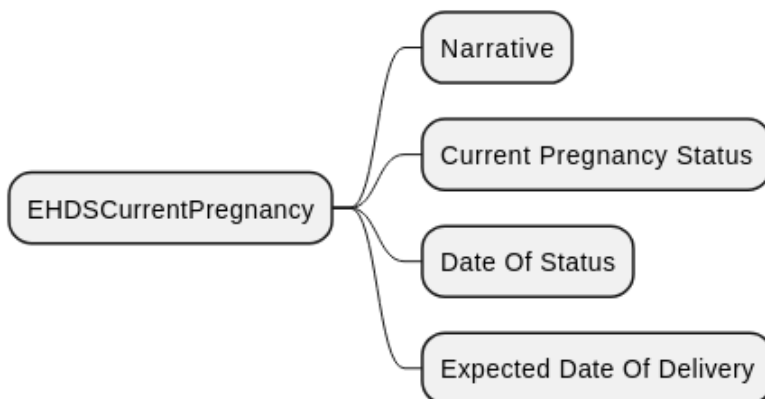 EHDSCurrentPregnancy
Narrative
Current Pregnancy Status
Date Of Status
Expected Date Of Delivery